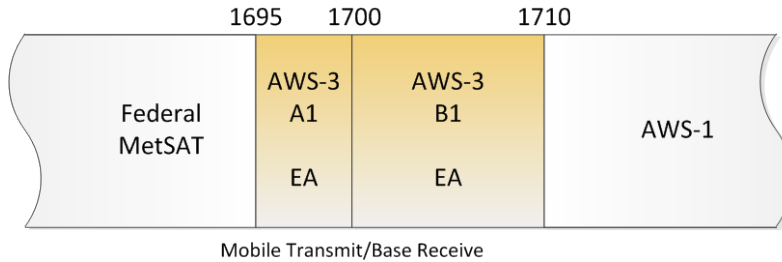 1695 1700 1710
Federal
MetSAT
AWS-3
A1
EA
AWS-3
B1
EA
AWS-1
Mobile Transmit/Base Receive